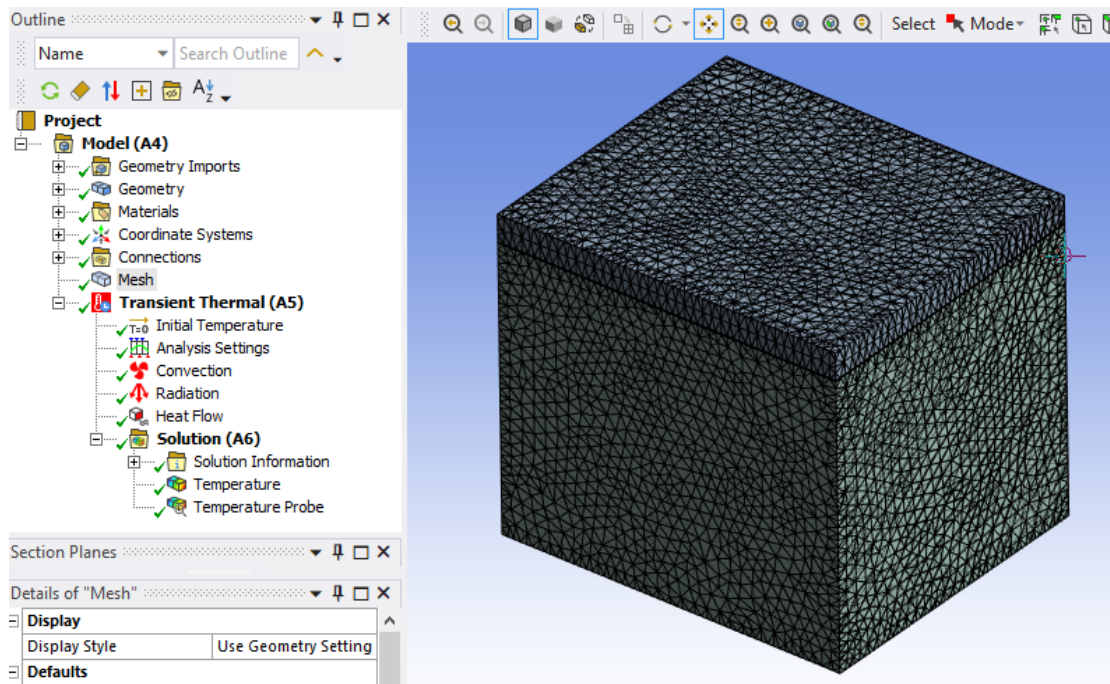 Outline
Select Mode
Name Search Outline
A
Z
Project
Model (A4)
Geometry Imports
Geometry
Materials
Coordinate Systems
Connections
Mesh
Transient Thermal (A5)
T=0 Initial Temperature
Analysis Settings
Convection
Radiation
Heat Flow
Solution (A6)
i Solution Information
Temperature
Temperature Probe
Section Planes
Details of "Mesh"
Display
Display Style Use Geometry Setting
Defaults